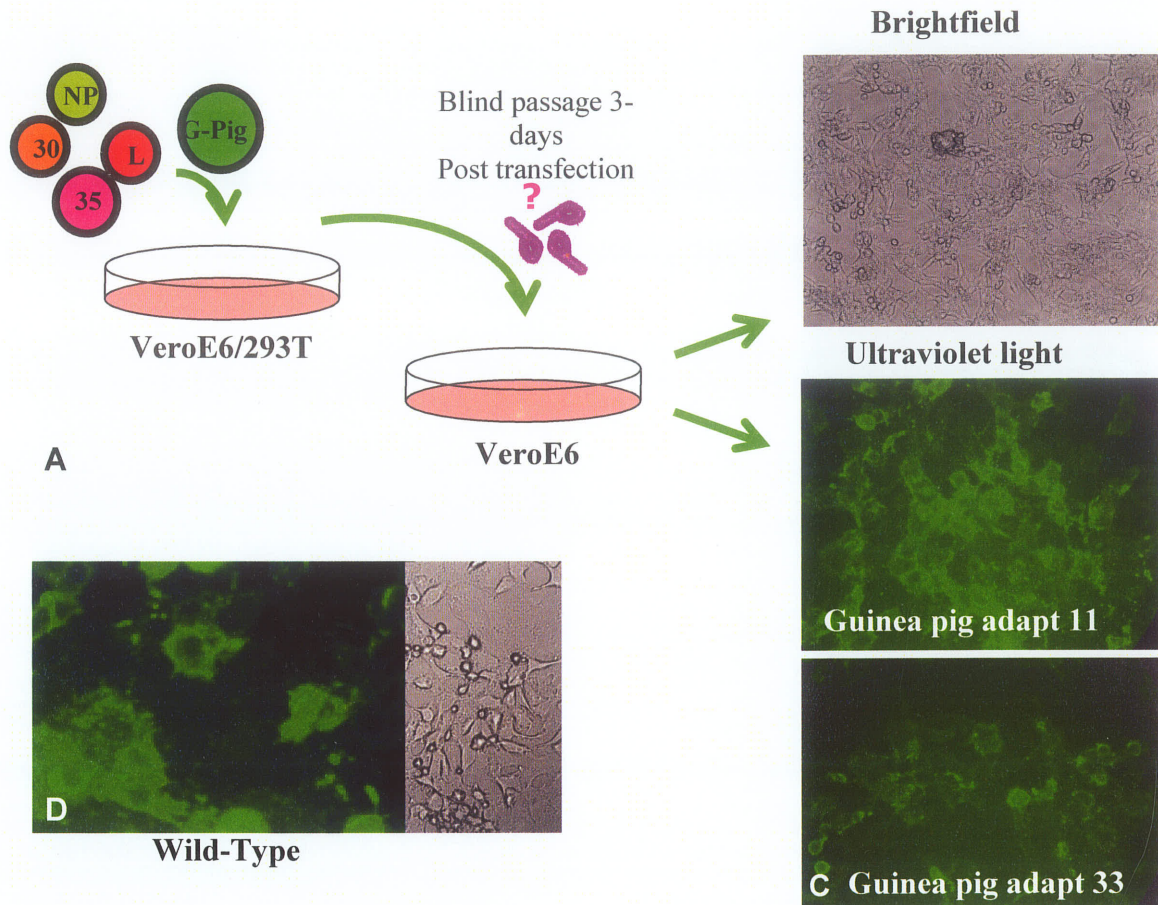 Brightfield
NP
G-Pig
30
L
35
Blind passage 3-
days
Post transfection
?
VeroE6/293T
Ultraviolet light
VeroE6
A
Guinea pig adapt 11
D
Wild-Type
C
Guinea pig adapt 33